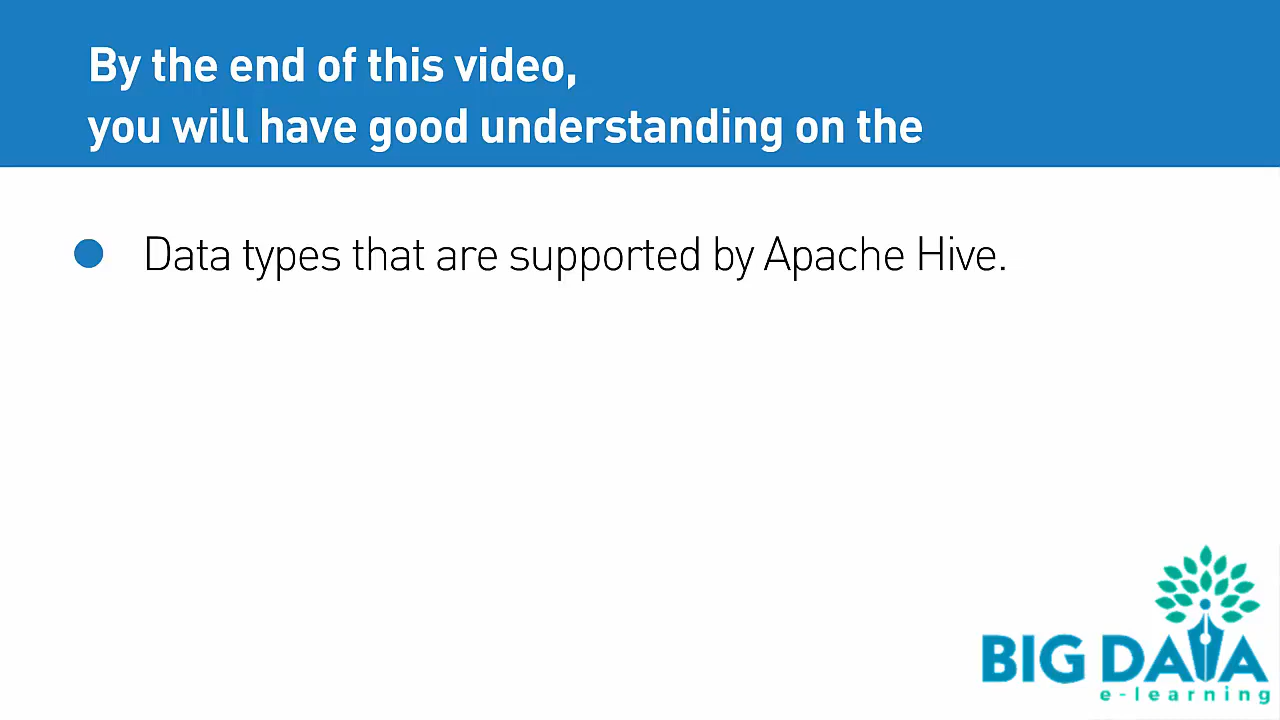 By the end of this video,
you will have good understanding on the
Data types that are supported by Apache Hive.
BIG DATA
e-learning